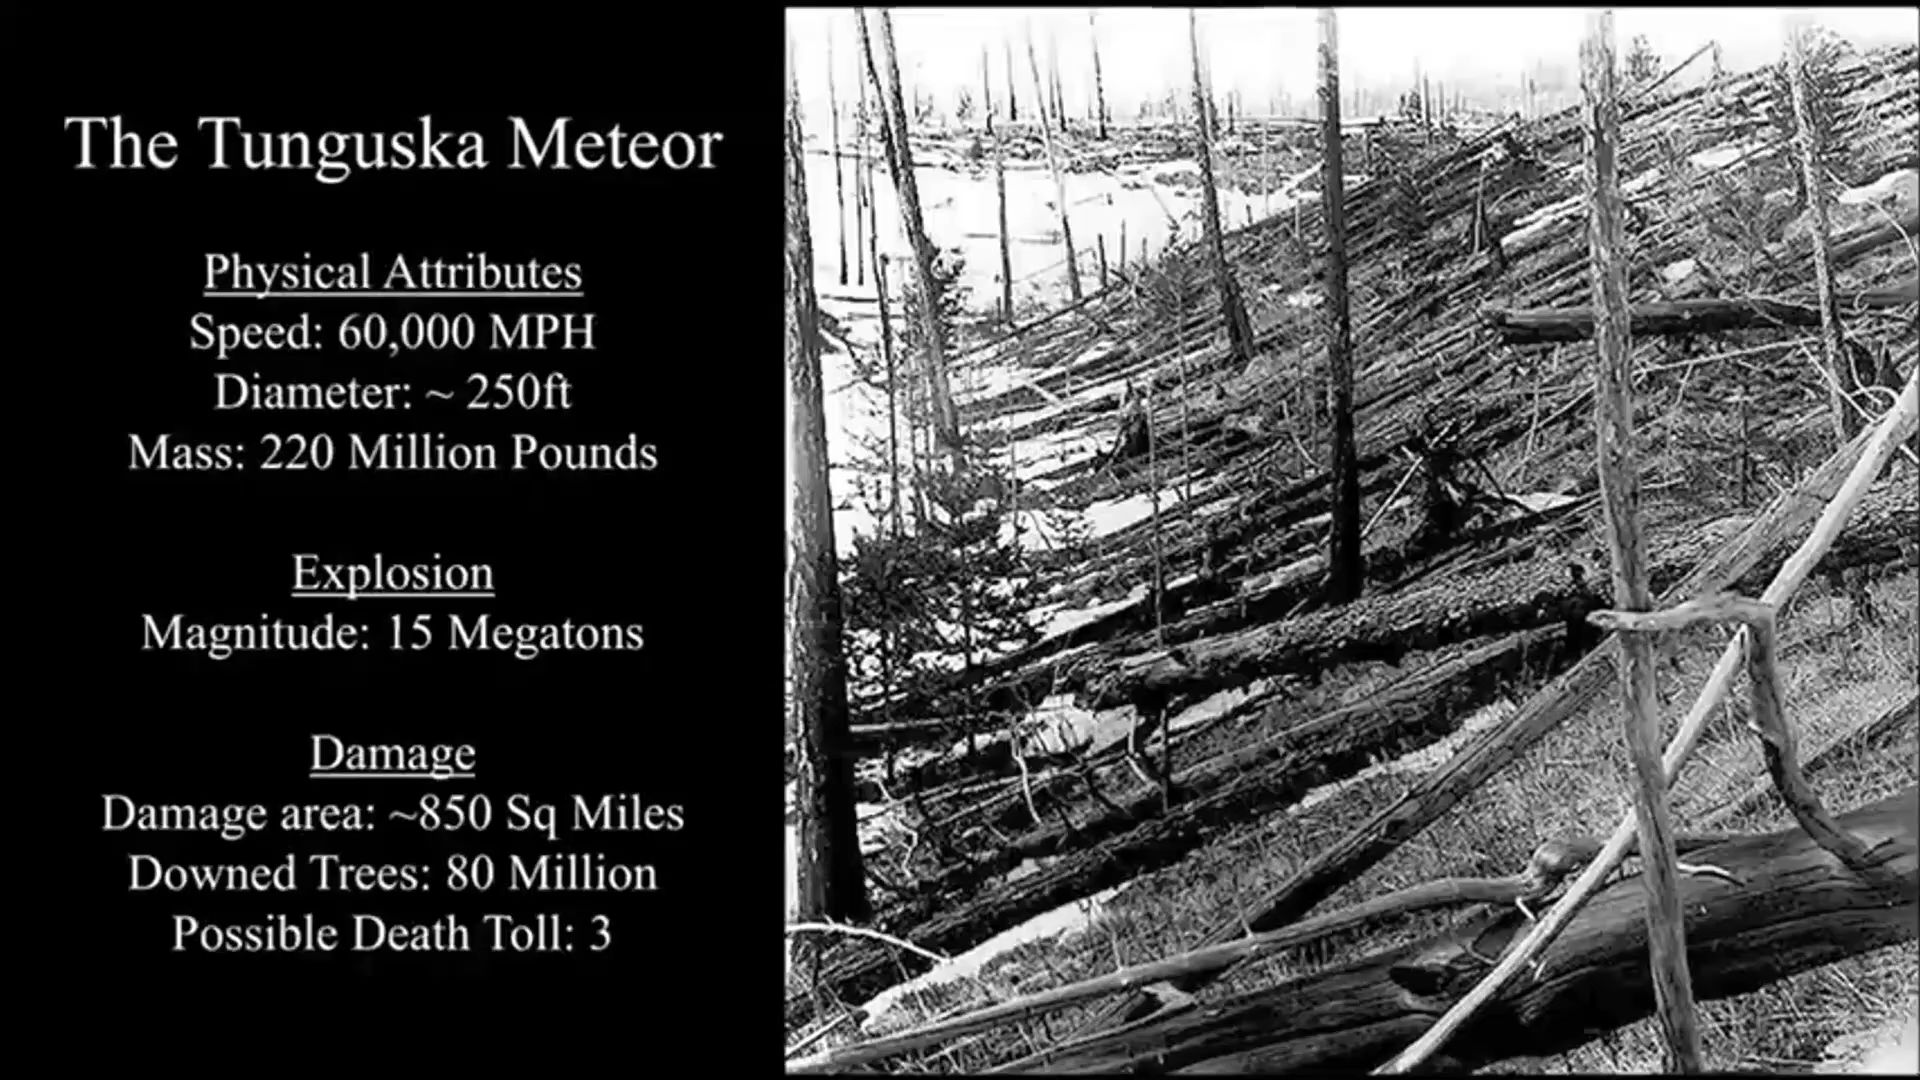 The Tunguska Meteor
Physical Attributes
Speed: 60,000 MPH
Diameter: ~ 250ft
Mass: 220 Million Pounds
Explosion
Magnitude: 15 Megatons
Damage
Damage area: ~850 Sq Miles
Downed Trees: 80 Million
Possible Death Toll: 3